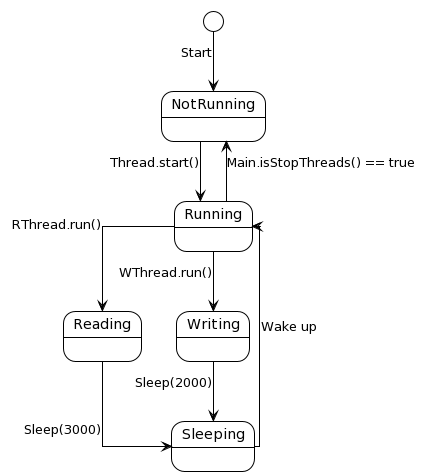 Start
NotRunning
Thread.start()
Main.isStopThreads() == true
Running
RThread.run()
WThread.run()
Reading
Writing
Wake up
Sleep(2000)
Sleep(3000)
Sleeping